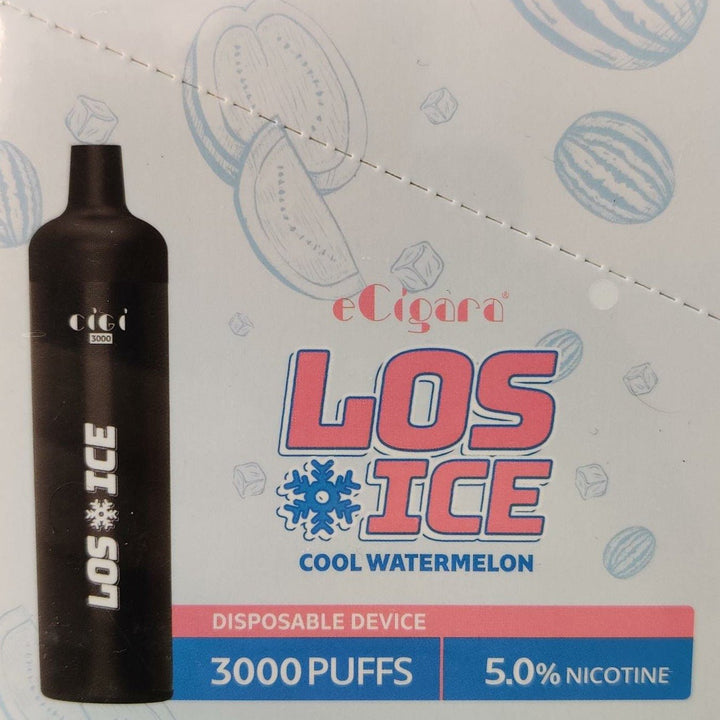 eCigara®
LOS
ICE
COOL WATERMELON
CiGi
3000
LOS ICE
DISPOSABLE DEVICE
3000 PUFFS
5.0% NICOTINE